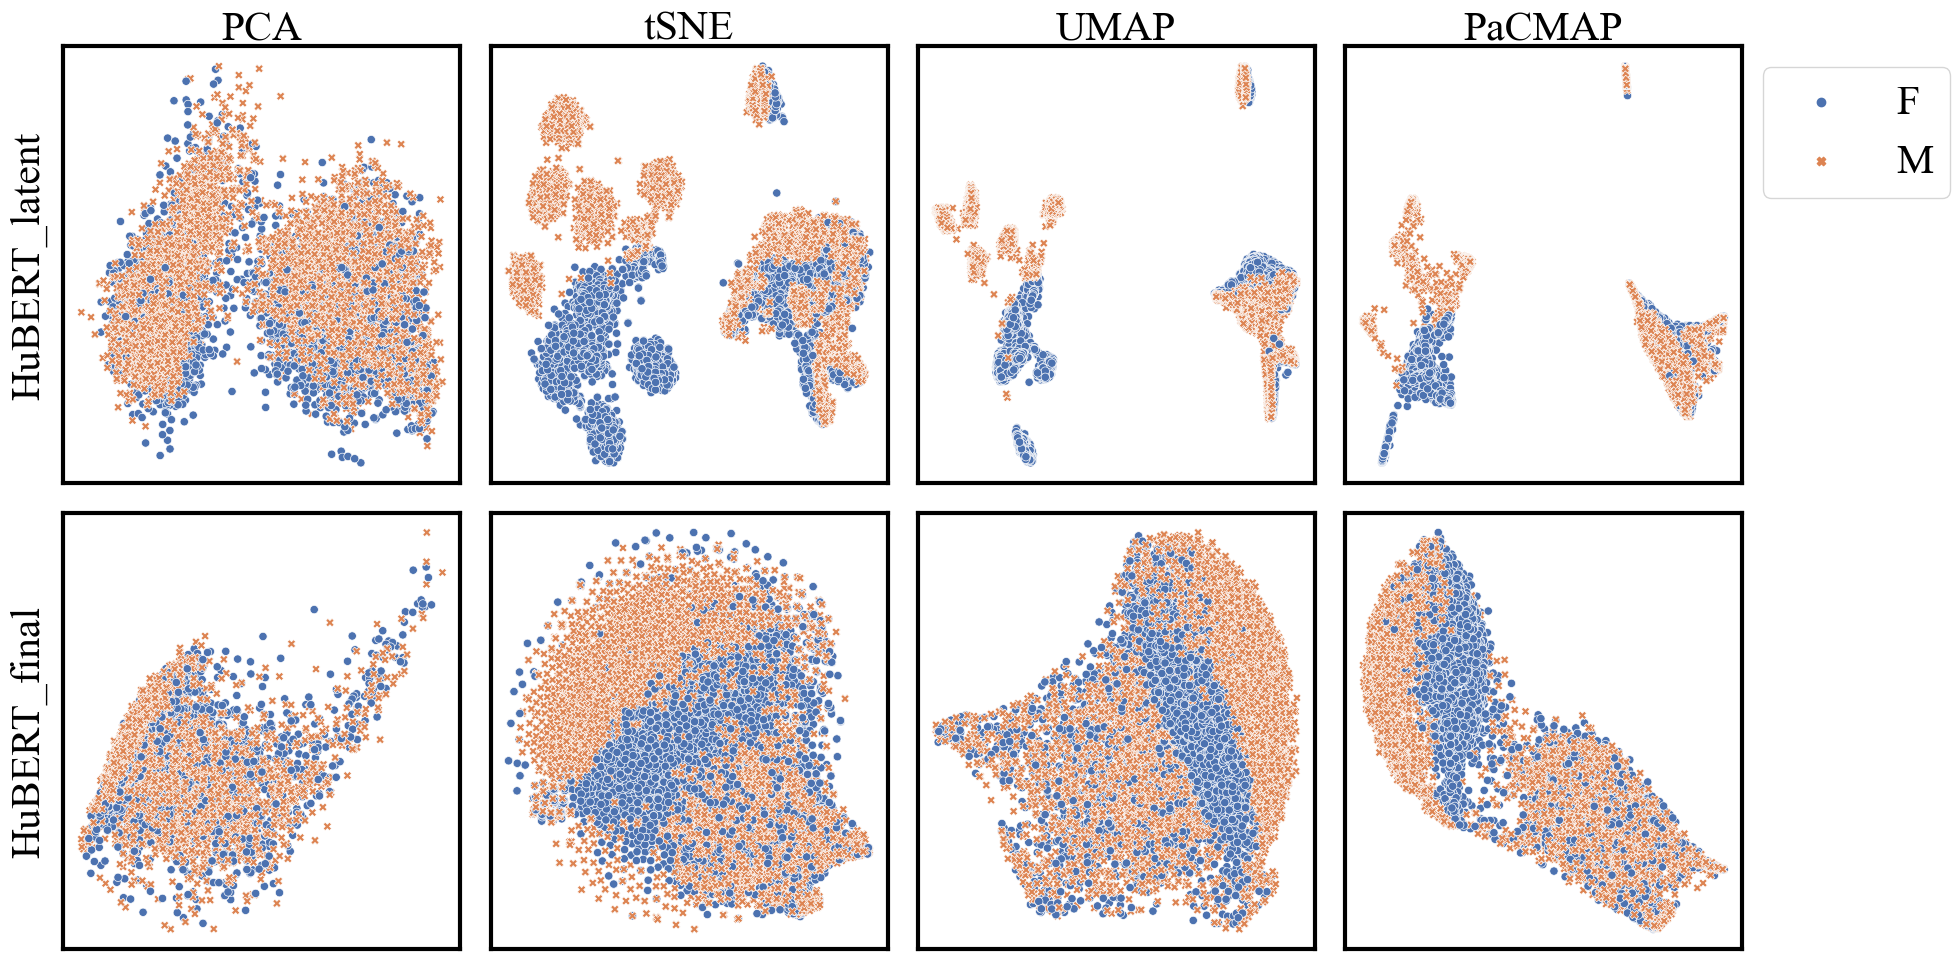 PCA
tSNE
UMAP
PaCMAP
HuBERT_latent
F
M
HuBERT_final